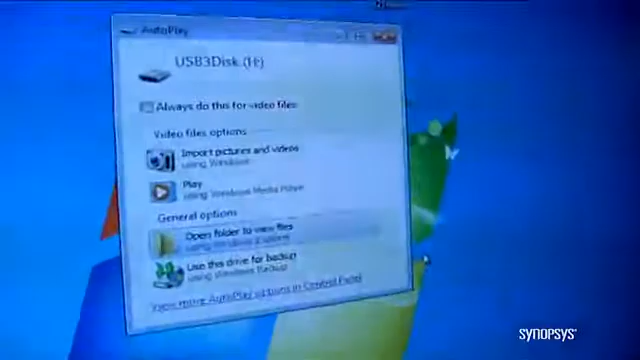 AutoPlay
USB3Disk (H:)
Always do this for video files
Video files options
Import pictures and videos
using Windows
Play
using Windows Media Player
General options
Open folder to view files
using Windows Explorer
Use this drive for backup
using Windows Backup
View more AutoPlay options in Control Panel
SYNOPSYS®